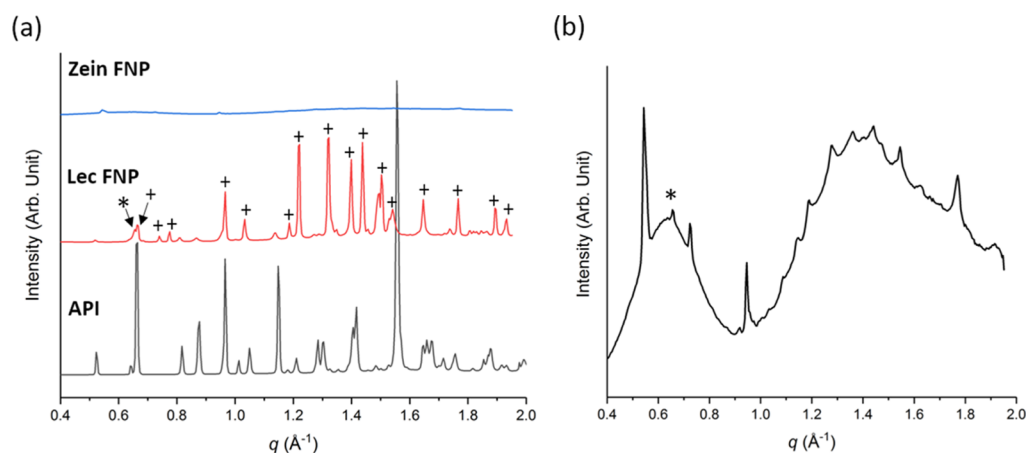 (a)
Zein FNP
Lec FNP
API
* + + + + + + + + + + + + + + + + +
Intensity (Arb. Unit)
0.4 0.6 0.8 1.0 1.2 1.4 1.6 1.8 2.0
q (Å-1)
(b)
*
Intensity (Arb. Unit)
0.4 0.6 0.8 1.0 1.2 1.4 1.6 1.8 2.0
q (Å-1)